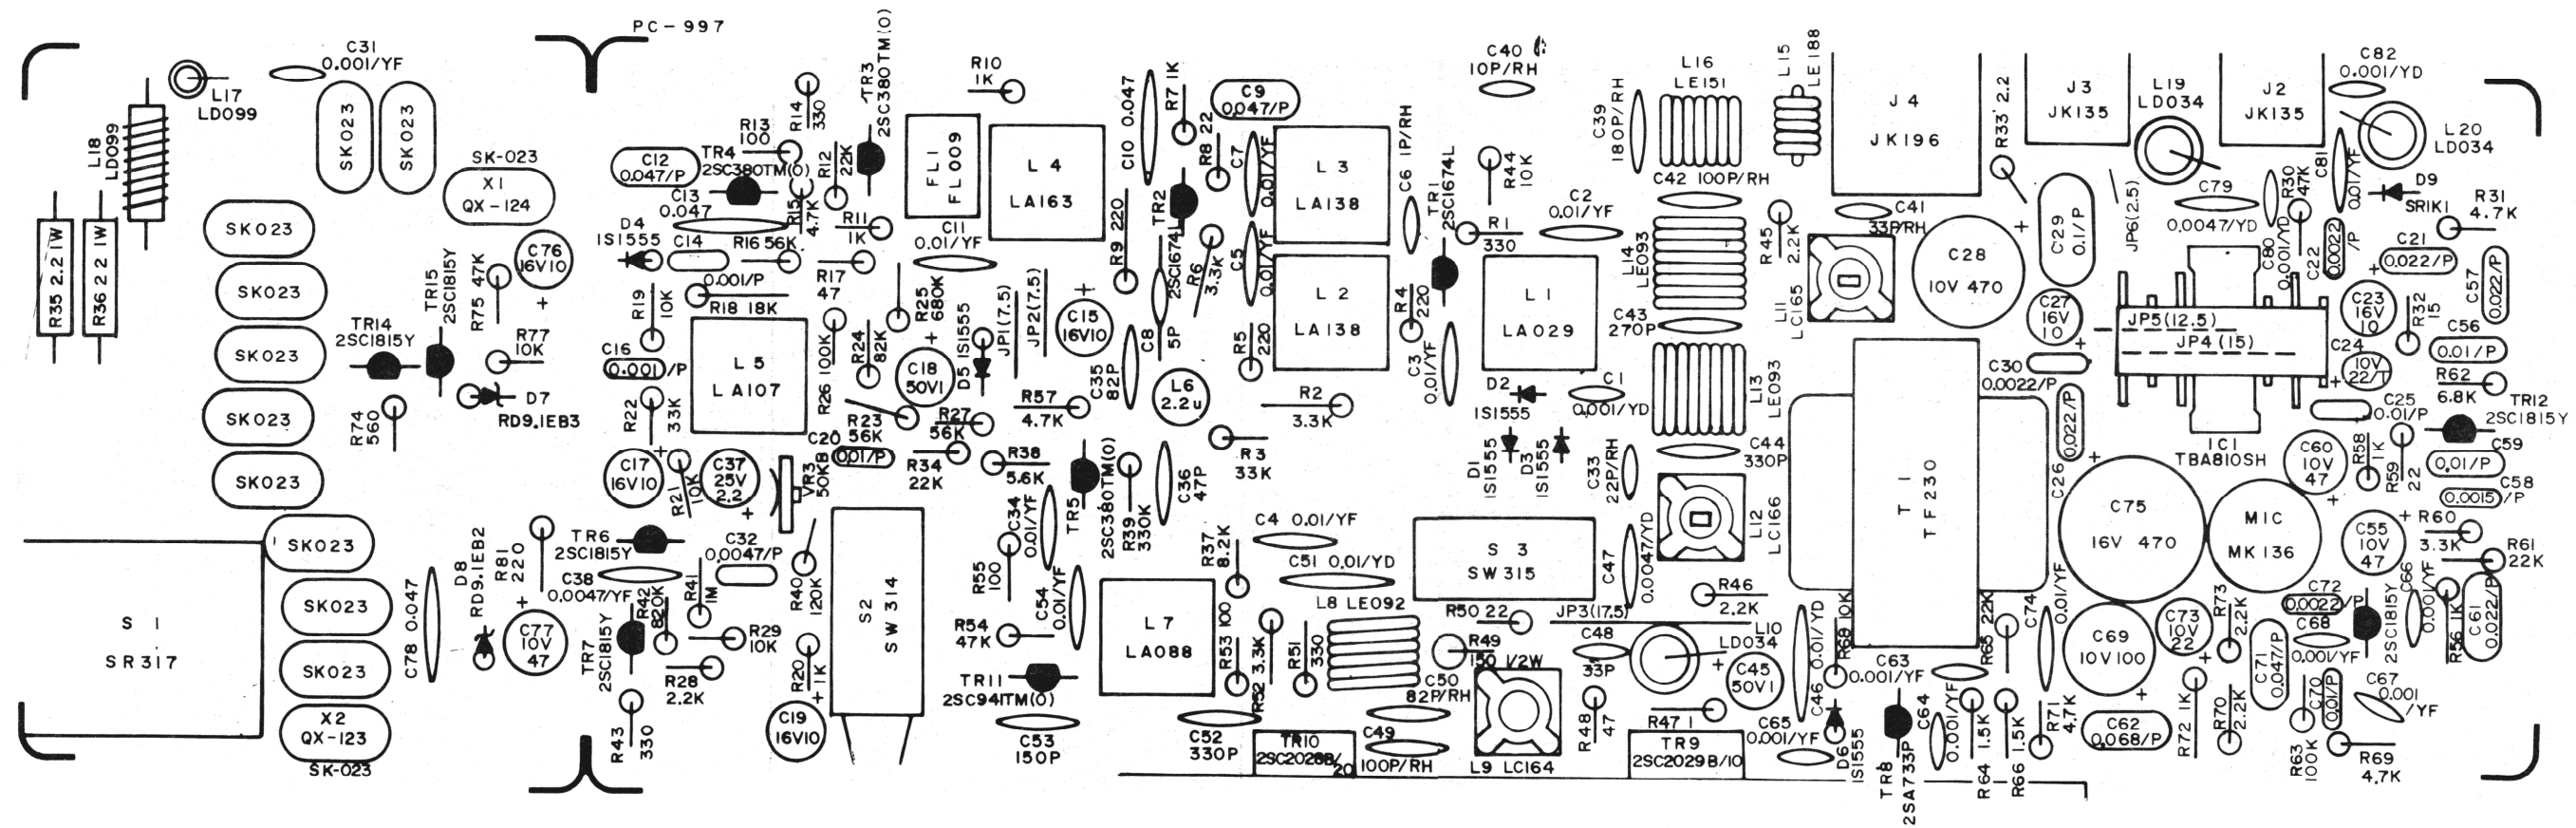 PC-997
C31
0.001/YF
L17
LD099
L18
LD099
SK023
SK023
SK-023
X1
QX-124
R35 2.2 1W
R36 2.2 1W
SK023
SK023
SK023
SK023
SK023
SK023
SK023
SK023
X2
QX-123
SK-023
S 1
SR317
C76
16V10
TR15
2SC1815Y
R75 47K
TR14
2SC1815Y
R77
10K
D7
RD9.1EB3
R74
560
D8
RD9.1EB2
R81
220
C78 0.047
C77
10V
47
R14
330
R13
100
TR3
2SC380TM(O)
C12
0.047/P
TR4
2SC380TM(O)
R12
22K
C13
0.047
R15
4.7K
R11
1K
D4
1S1555
C14
0.001/P
R16 56K
R17
47
R19
10K
R18 18K
L 5
LA107
C16
0.001/P
R22
33K
R26 100K
R24
82K
R25
680K
C18
50V1
D5 1S1555
R23
56K
R27
56K
C20
0.01/P
R34
22K
C17
16V10
R21
10K
C37
25V
2.2
VR3
50KB
TR6
2SC1815Y
C32
0.0047/P
C38
0.0047/YF
R42
820K
R41
1M
TR7
2SC1815Y
R29
10K
R28
2.2K
R43
330
R40
120K
R20
1K
C19
16V10
S2
SW314
R10
1K
FL1
FL009
L 4
LA163
C11
0.01/YF
C10 0.047
R7 1K
C9
0.047/P
R8 22
C7
0.01/YF
TR2
2SC1674L
R9 220
R6
3.3K
C5
0.01/YF
JP1(7.5)
JP2(7.5)
C15
16V10
C8
5P
C35
82P
L6
2.2u
R57
4.7K
R38
5.6K
TR5
2SC380TM(O)
R39
330K
C36
47P
R3
33K
R5
220
R2
3.3K
C34
0.01/YF
R55
100
C54
0.01/YF
R54
47K
TR11
2SC941TM(O)
C53
150P
L 7
LA088
R37
8.2K
R53 100
R52 3.3K
R51
330
C52
330P
TR10
2SC2028B/
20
L 3
LA138
L 2
LA138
C6 1P/RH
TR1
2SC1674L
R4
220
C3
0.01/YF
C40
10P/RH
R44
10K
R1
330
C2
0.01/YF
L 1
LA029
D2
1S1555
C1
0.001/YD
D1
1S1555
D3
1S1555
C33
22P/RH
C4 0.01/YF
C51 0.01/YD
S 3
SW315
C47
0.0047/YD
L8 LE092
R50 22
R49
150 1/2W
JP3(17.5)
C48
33P
C50
82P/RH
C49
100P/RH
L9 LC164
R48
47
R47 1
TR9
2SC2029B/10
L10
LD034
C45
50V1
R46
2.2K
C39
180P/RH
L16
LE151
L15
LE188
C42 100P/RH
L14
LE093
C43
270P
L13
LE093
C44
330P
L12
LC166
L11
LC165
R45
2.2K
C41
33P/RH
J 4
JK196
R33 2.2
C28
10V 470
C29
0.1/P
C27
16V
10
T 1
TF230
C30
0.0022/P
C26
0.022/P
C46
0.01/YD
R68 10K
D6
1S1555
C65
0.001/YF
C63
0.001/YF
TR8
2SA733P
C64
0.001/YF
R64 1.5K
R66 1.5K
R65 22K
C74
0.01/YF
R71
4.7K
J3
JK135
L19
LD034
J2
JK135
C82
0.001/YD
L20
LD034
JP6(2.5)
C79
0.0047/YD
C80
0.001/YD
R30
47K
C81
0.01/YF
D9
SR1K1
R31
4.7K
C22
0.0022/P
C21
0.022/P
C57
0.022/P
C23
16V
10
R32
15
C56
0.01/P
JP5(12.5)
JP4(15)
C24
10V
22/T
R62
6.8K
C25
0.01/P
TR12
2SC1815Y
IC1
TBA810SH
C60
10V
47
R58
1K
R59
22
C59
0.01/P
C58
0.0015/P
C75
16V 470
MIC
MK136
C55
10V
47
R60
3.3K
R61
22K
C69
10V100
C73
10V
22
R73
2.2K
C72
0.0022/P
C68
0.001/YF
2SC1815Y
C66
0.001/YF
R56 1K
C61
0.022/P
C71
0.047/P
C70
0.01/P
C67
0.001
/YF
C62
0.068/P
R72 1K
R70
2.2K
R63
100K
R69
4.7K